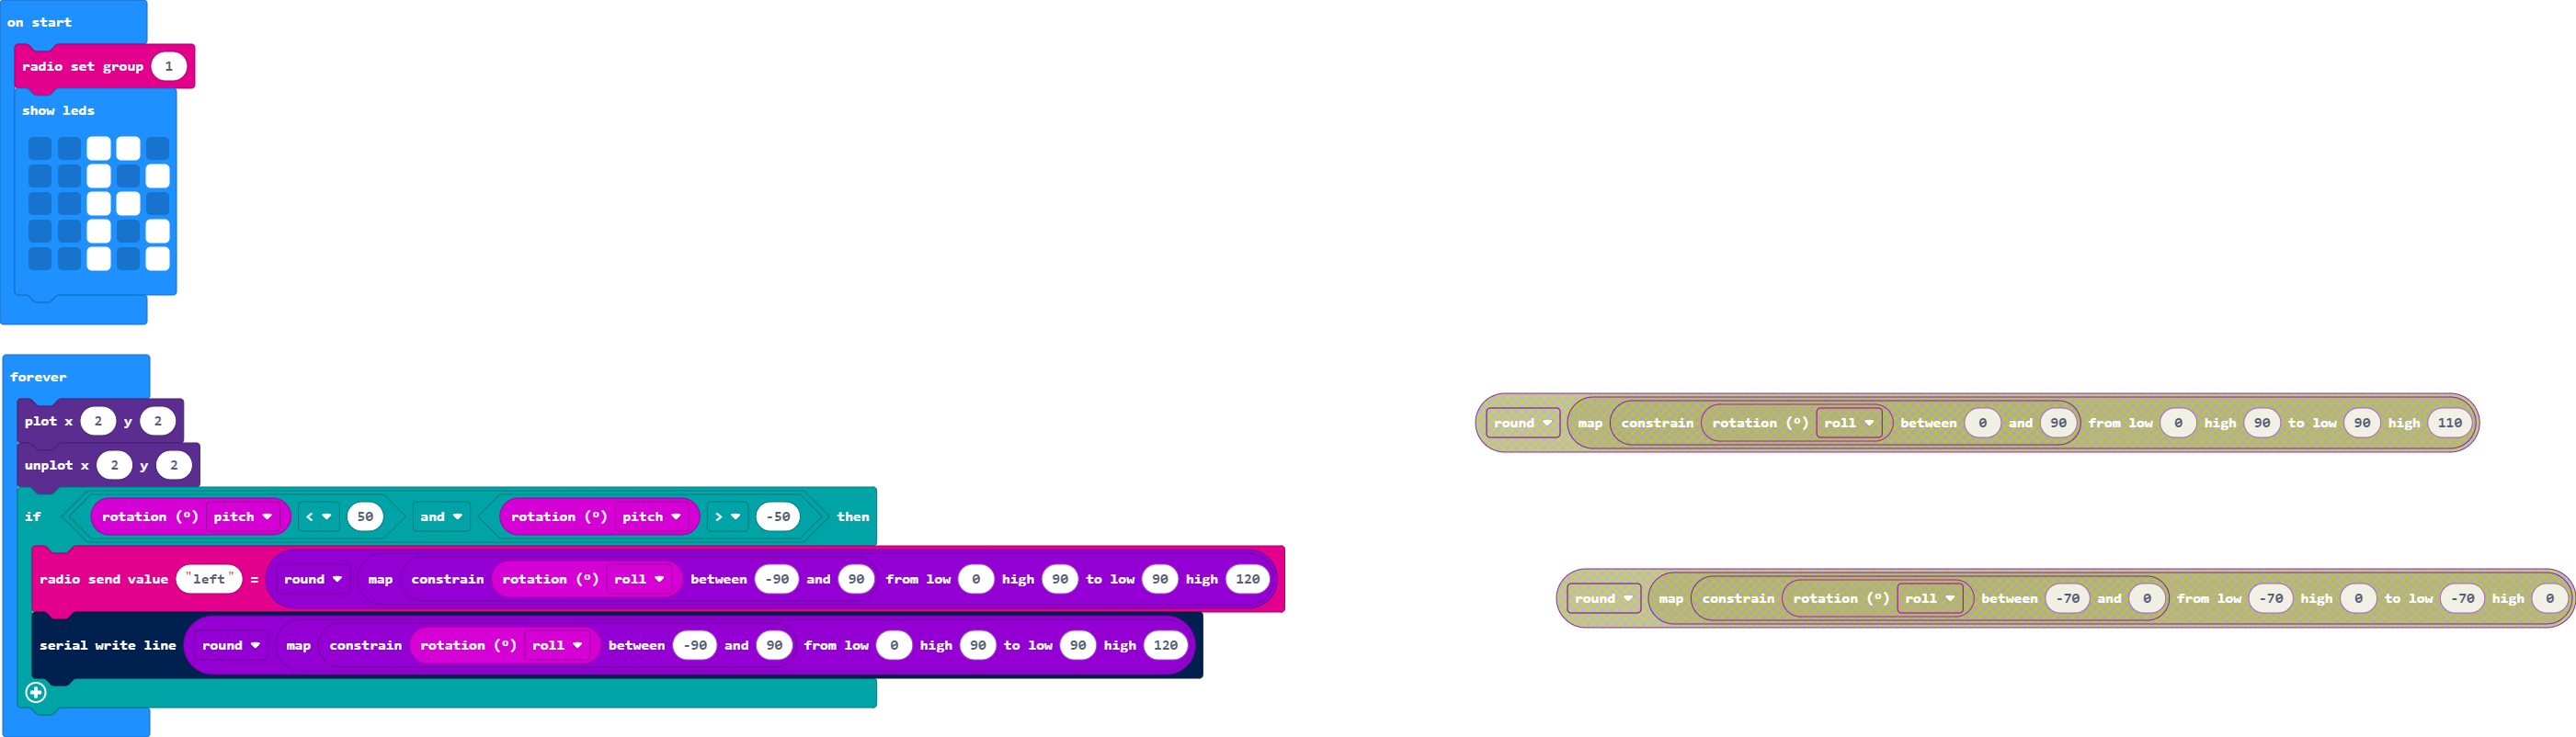 on start
radio set group 1
show leds
forever
plot x 2 y 2
unplot x 2 y 2
if rotation (º) pitch < 50 and rotation (º) pitch > -50 then
radio send value "left" = round map constrain rotation (º) roll between -90 and 90 from low 0 high 90 to low 90 high 120
serial write line round map constrain rotation (º) roll between -90 and 90 from low 0 high 90 to low 90 high 120
round map constrain rotation (º) roll between 0 and 90 from low 0 high 90 to low 90 high 110
round map constrain rotation (º) roll between -70 and 0 from low -70 high 0 to low -70 high 0